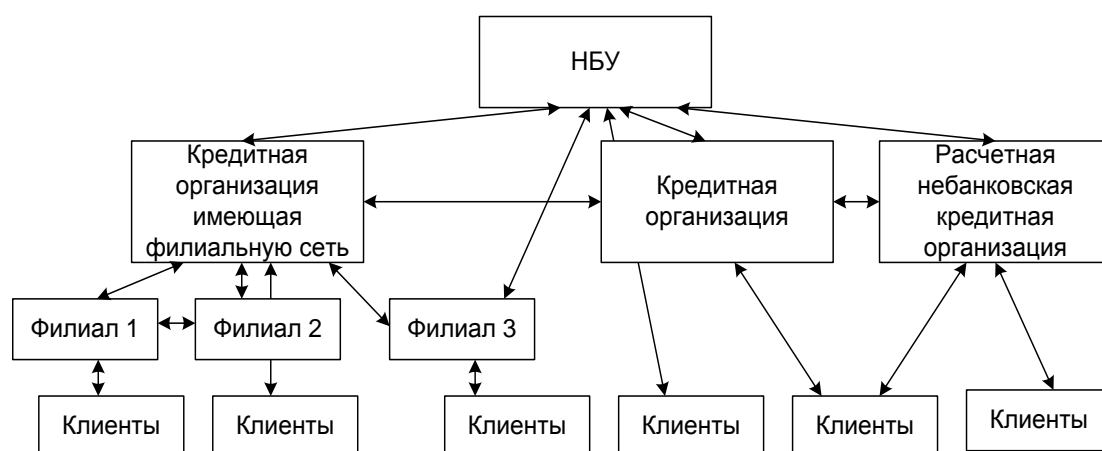 НБУ
Кредитная
организация
имеющая
филиальную сеть
Кредитная
организация
Расчетная
небанковская
кредитная
организация
Филиал 1
Филиал 2
Филиал 3
Клиенты
Клиенты
Клиенты
Клиенты
Клиенты
Клиенты